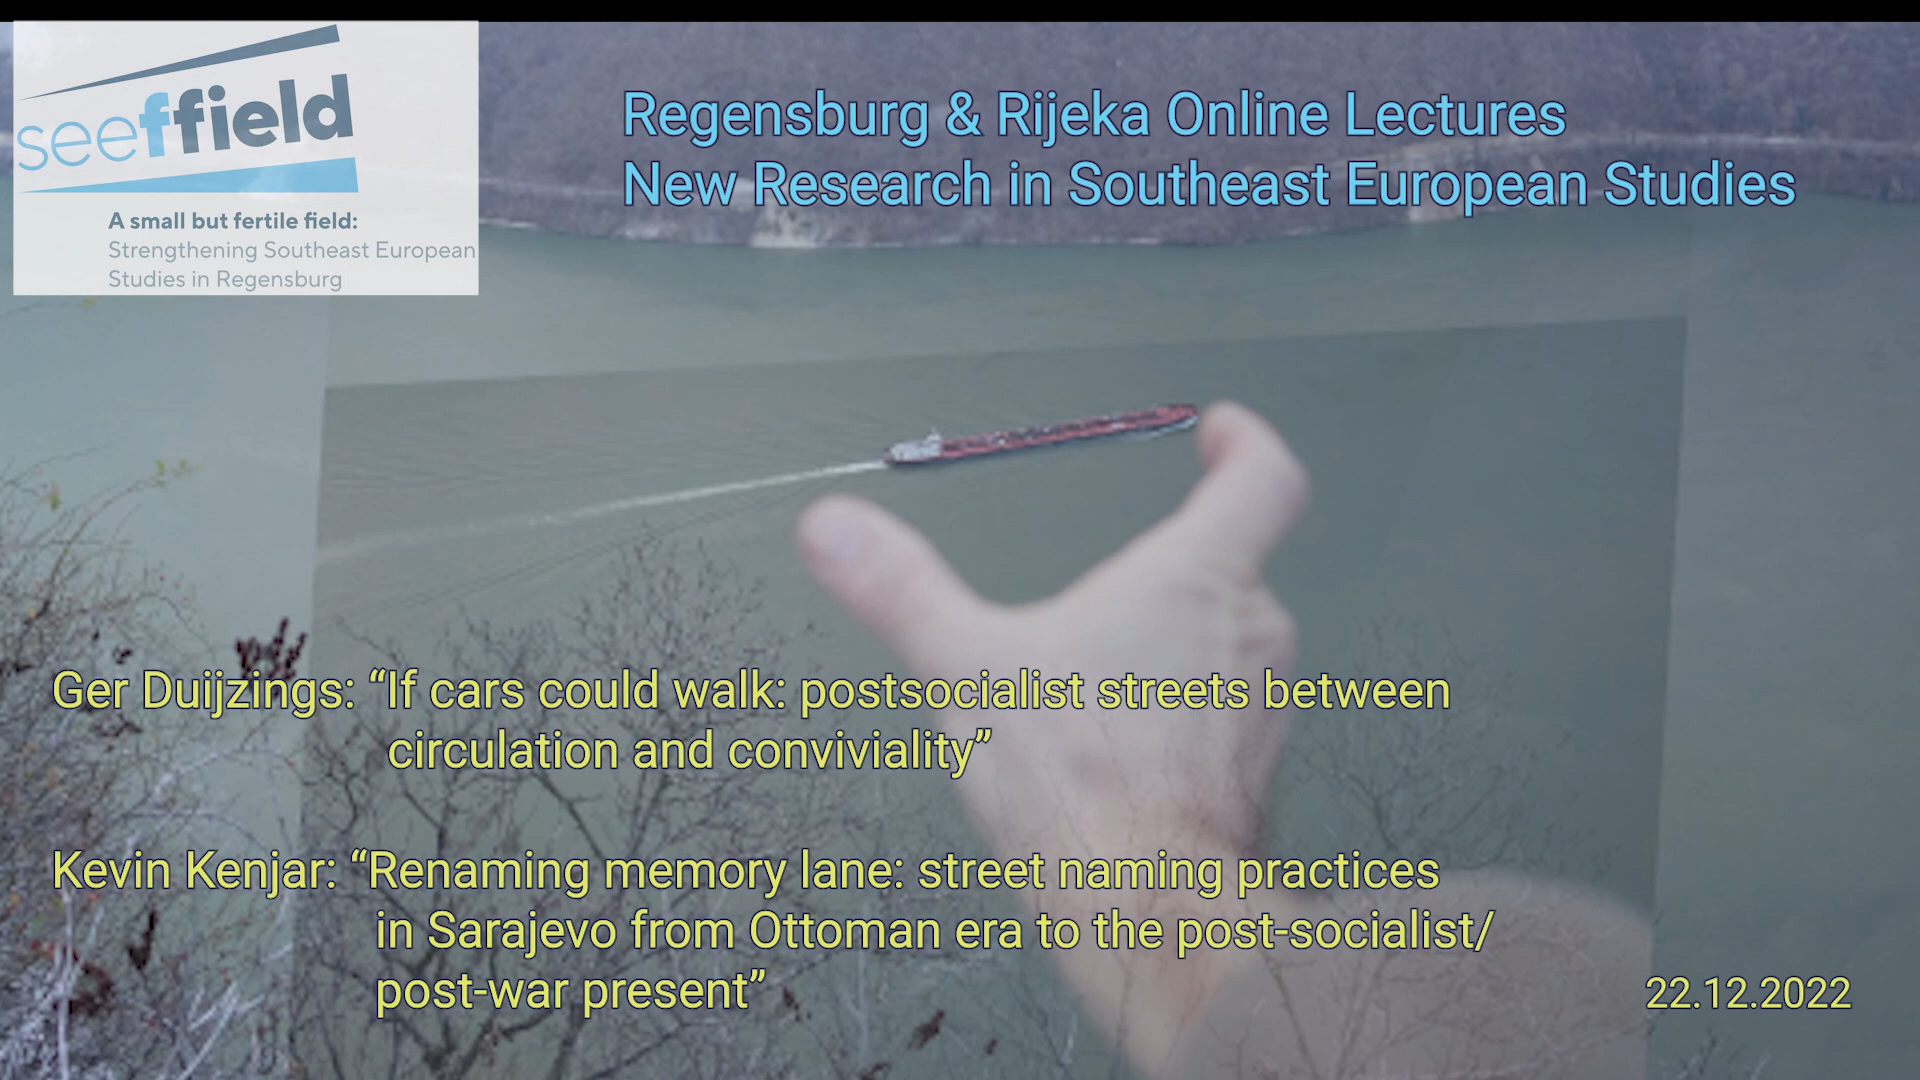 seeffield
A small but fertile field:
Strengthening Southeast European
Studies in Regensburg
Regensburg & Rijeka Online Lectures
New Research in Southeast European Studies
Ger Duijzings: “If cars could walk: postsocialist streets between
circulation and conviviality”
Kevin Kenjar: “Renaming memory lane: street naming practices
in Sarajevo from Ottoman era to the post-socialist/
post-war present”
22.12.2022